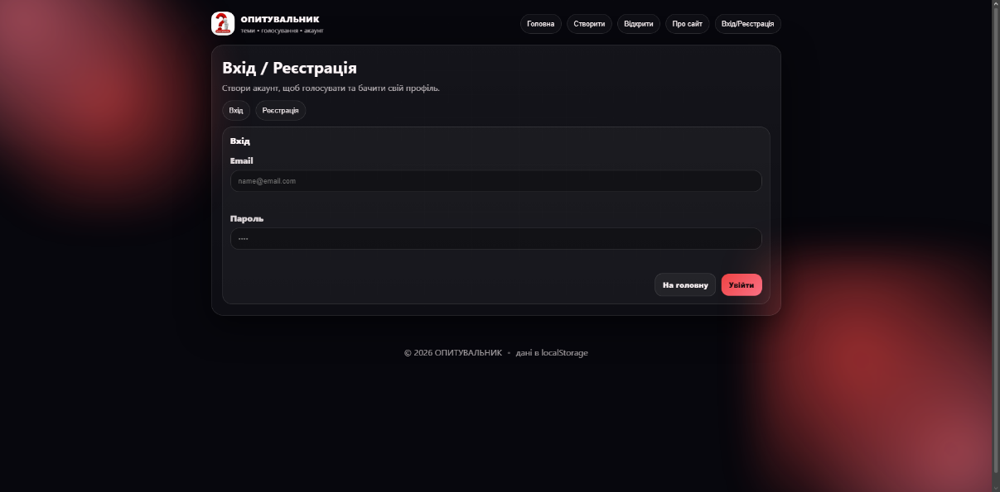 ОПИТУВАЛЬНИК
теми • голосування • акаунт
Головна
Створити
Відкрити
Про сайт
Вхід/Реєстрація
Вхід / Реєстрація
Створи акаунт, щоб голосувати та бачити свій профіль.
Вхід
Реєстрація
Вхід
Email
name@email.com
Пароль
••••
На головну
Увійти
© 2026 ОПИТУВАЛЬНИК • дані в localStorage